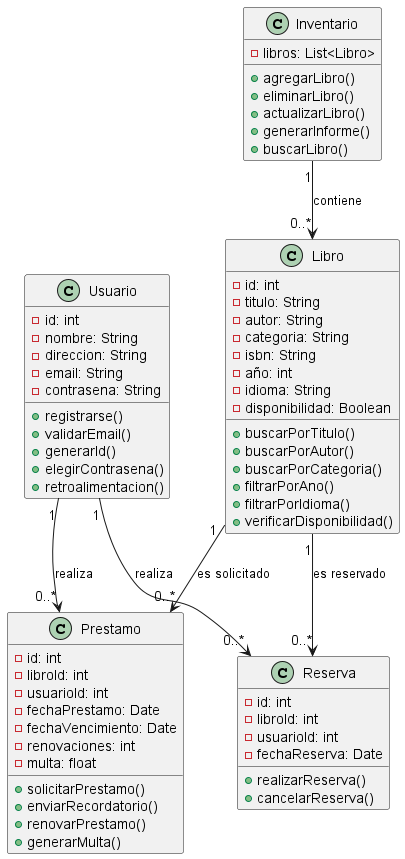 C Inventario
libros: List<Libro>
agregarLibro()
eliminarLibro()
actualizarLibro()
generarInforme()
buscarLibro()
1
contiene
0..*
C Libro
id: int
titulo: String
autor: String
categoria: String
isbn: String
año: int
idioma: String
disponibilidad: Boolean
buscarPorTitulo()
buscarPorAutor()
buscarPorCategoria()
filtrarPorAno()
filtrarPorIdioma()
verificarDisponibilidad()
C Usuario
id: int
nombre: String
direccion: String
email: String
contrasena: String
registrarse()
validarEmail()
generarId()
elegirContrasena()
retroalimentacion()
1
1
1
1
realiza
realiza
es solicitado
es reservado
0..*
0..*
0..*
0..*
C Prestamo
id: int
libroId: int
usuarioId: int
fechaPrestamo: Date
fechaVencimiento: Date
renovaciones: int
multa: float
solicitarPrestamo()
enviarRecordatorio()
renovarPrestamo()
generarMulta()
C Reserva
id: int
libroId: int
usuarioId: int
fechaReserva: Date
realizarReserva()
cancelarReserva()